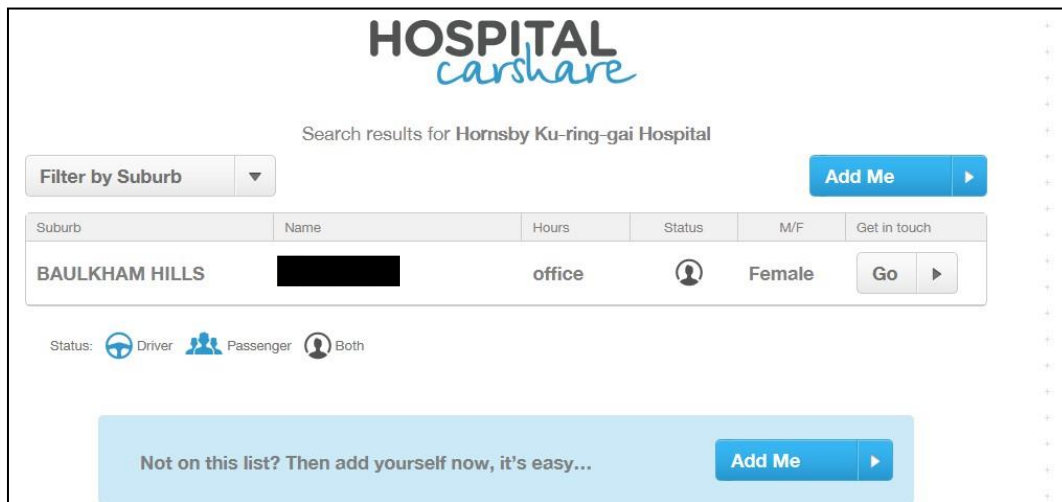 HOSPITAL
carshare
Search results for Hornsby Ku-ring-gai Hospital
Filter by Suburb
Add Me
Suburb Name Hours Status M/F Get in touch
BAULKHAM HILLS office Female Go
Status: Driver Passenger Both
Not on this list? Then add yourself now, it's easy... Add Me